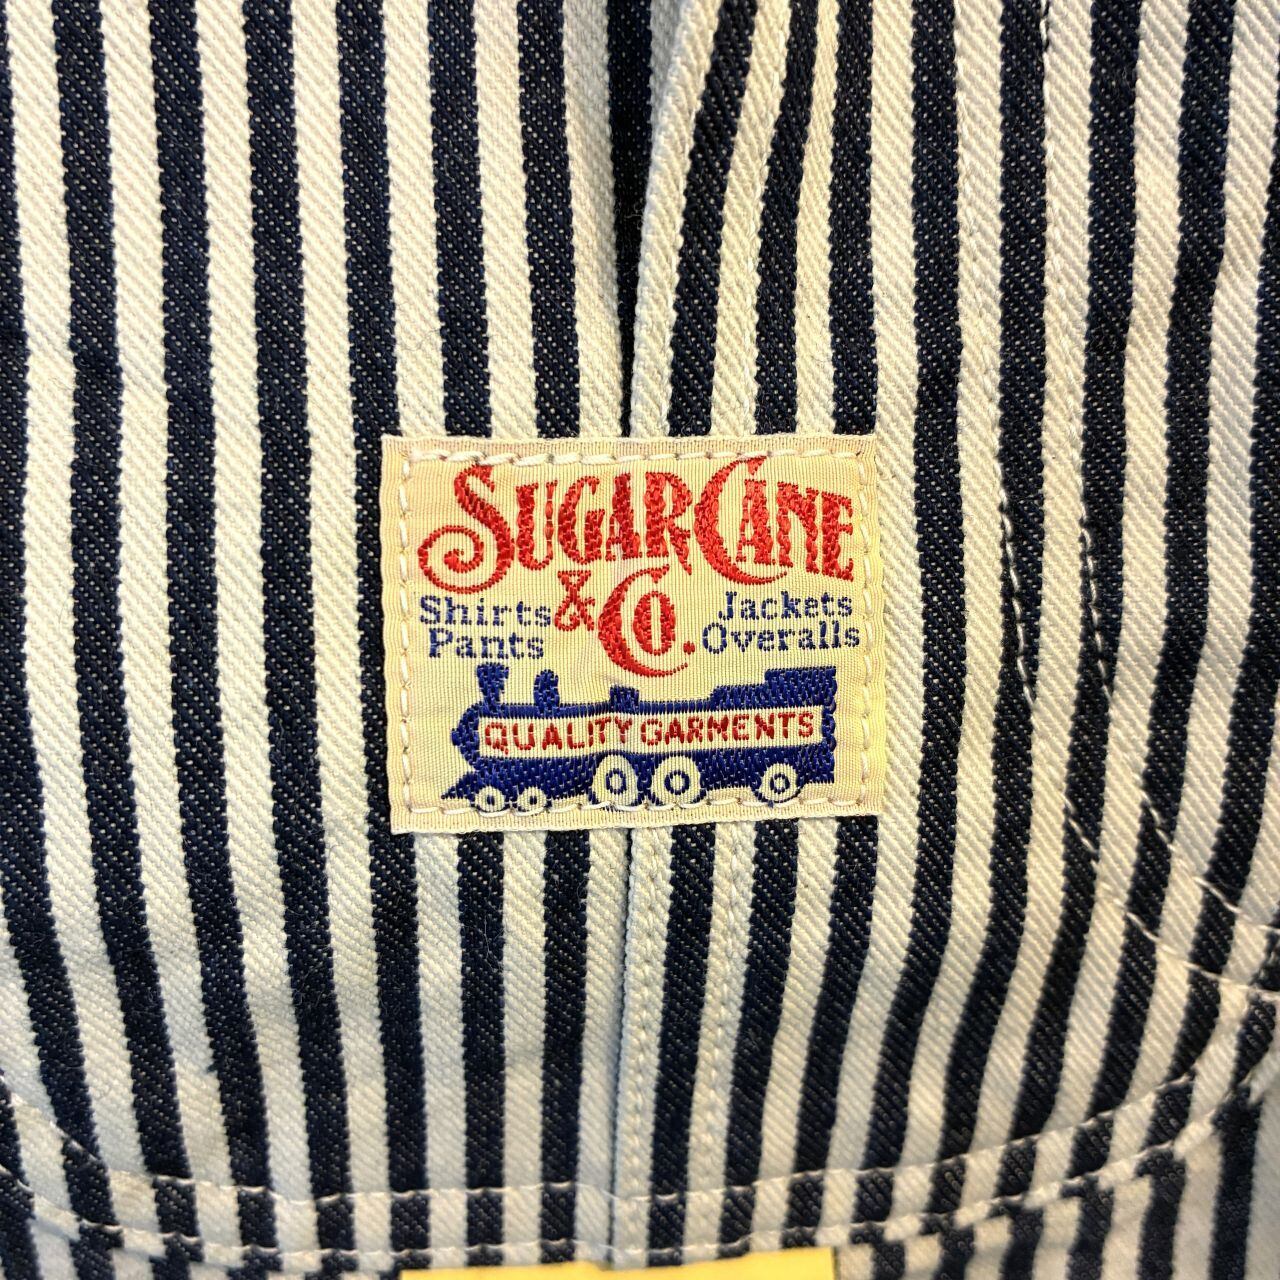 SUGAR CANE
& CO.
Shirts Jackets
Pants Overalls
QUALITY GARMENTS